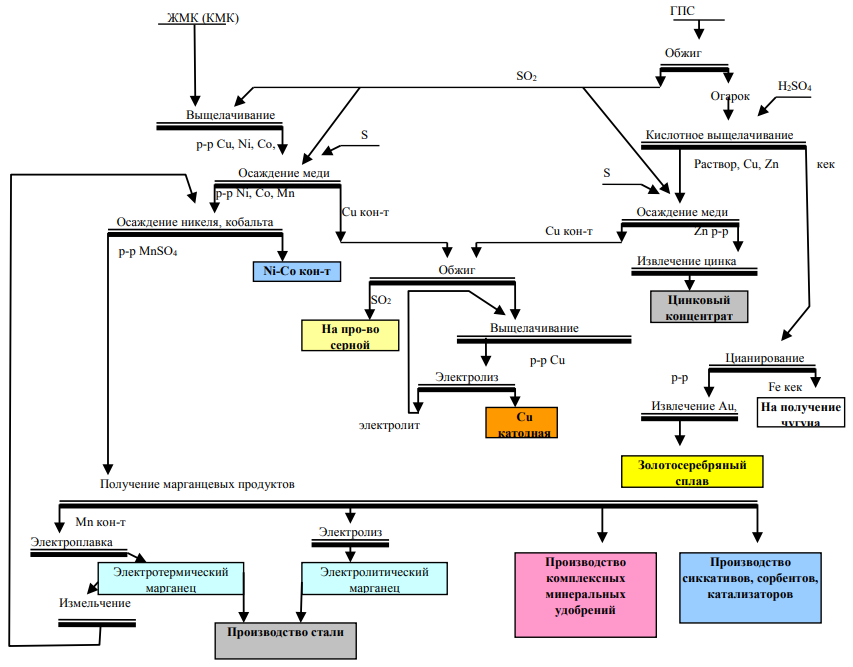 ЖМК (КМК)
ГПС
Обжиг
SO2
Огарок
H2SO4
Выщелачивание
р-р Cu, Ni, Co,
S
Кислотное выщелачивание
Раствор, Cu, Zn
кек
Осаждение меди
S
р-р Ni, Co, Mn
Cu кон-т
Осаждение меди
Осаждение никеля, кобальта
Cu кон-т
Zn р-р
р-р MnSO4
Ni-Co кон-т
Обжиг
Извлечение цинка
SO2
Цинковый
концентрат
На про-во
серной
Выщелачивание
р-р Cu
Цианирование
Электролиз
р-р
Fe кек
электролит
Cu
катодная
Извлечение Au,
На получение
чугуна
Золотосеребряный
сплав
Получение марганцевых продуктов
Mn кон-т
Электроплавка
Электролиз
Электротермический
марганец
Электролитический
марганец
Производство
комплексных
минеральных
удобрений
Производство
сиккативов, сорбентов,
катализаторов
Измельчение
Производство стали